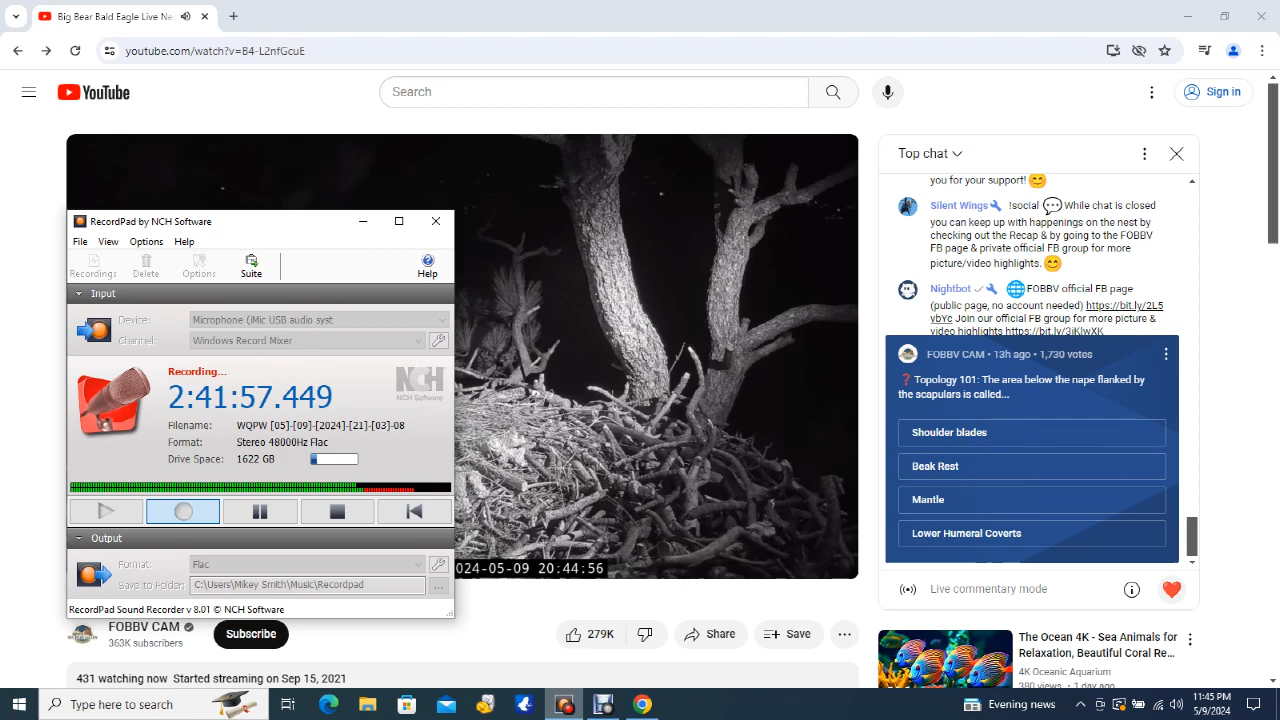 Big Bear Bald Eagle Live Ne
youtube.com/watch?v=B4-L2nfGcuE
YouTube
Search
Sign in
Top chat
you for your support! 😊
Silent Wings !social 💬 While chat is closed
you can keep up with happenings on the nest by
checking out the Recap & by going to the FOBBV
FB page & private official FB group for more
picture/video highlights. 😊
Nightbot 🌐FOBBV official FB page
(public page, no account needed) https://bit.ly/2L5
ybYc Join our official FB group for more picture &
video highlights https://bit.ly/3jKlwXK
FOBBV CAM • 13h ago • 1,730 votes
❓Topology 101: The area below the nape flanked by
the scapulars is called...
Shoulder blades
Beak Rest
Mantle
Lower Humeral Coverts
Live commentary mode
RecordPad by NCH Software
File View Options Help
Recordings Delete Options Suite Help
Input
Device: Microphone (iMic USB audio syst
Channel: Windows Record Mixer
Recording...
2:41:57.449
NCH
NCH Software
Filename: WQPW [05]-[09]-[2024]-[21]-[03]-08
Format: Stereo 48000Hz Flac
Drive Space: 1622 GB
Output
Format: Flac
Save to Folder: C:\Users\Mikey Smith\Music\Recordpad
...
RecordPad Sound Recorder v 8.01 © NCH Software
024-05-09 20:44:56
FOBBV CAM
363K subscribers
Subscribe
279K
Share
Save
431 watching now Started streaming on Sep 15, 2021
The Ocean 4K - Sea Animals for
Relaxation, Beautiful Coral Re...
4K Oceanic Aquarium
380 views • 1 day ago
Type here to search
Evening news
11:45 PM
5/9/2024